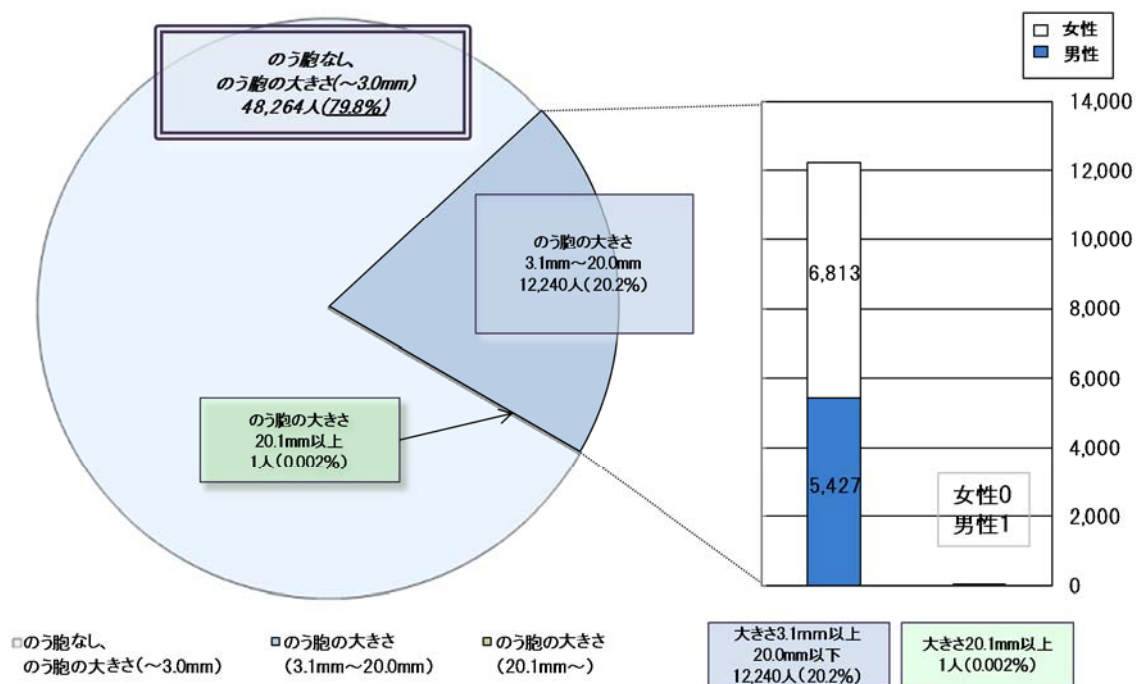 のう胞なし、
のう胞の大きさ(～3.0mm)
48,264人(79.8%)
のう胞の大きさ
3.1mm～20.0mm
12,240人(20.2%)
のう胞の大きさ
20.1mm以上
1人(0.002%)
□のう胞なし、
のう胞の大きさ(～3.0mm)
■のう胞の大きさ
(3.1mm～20.0mm)
■のう胞の大きさ
(20.1mm～)
□ 女性
■ 男性
14,000
12,000
10,000
8,000
6,000
4,000
2,000
0
6,813
5,427
女性0
男性1
大きさ3.1mm以上
20.0mm以下
12,240人(20.2%)
大きさ20.1mm以上
1人(0.002%)